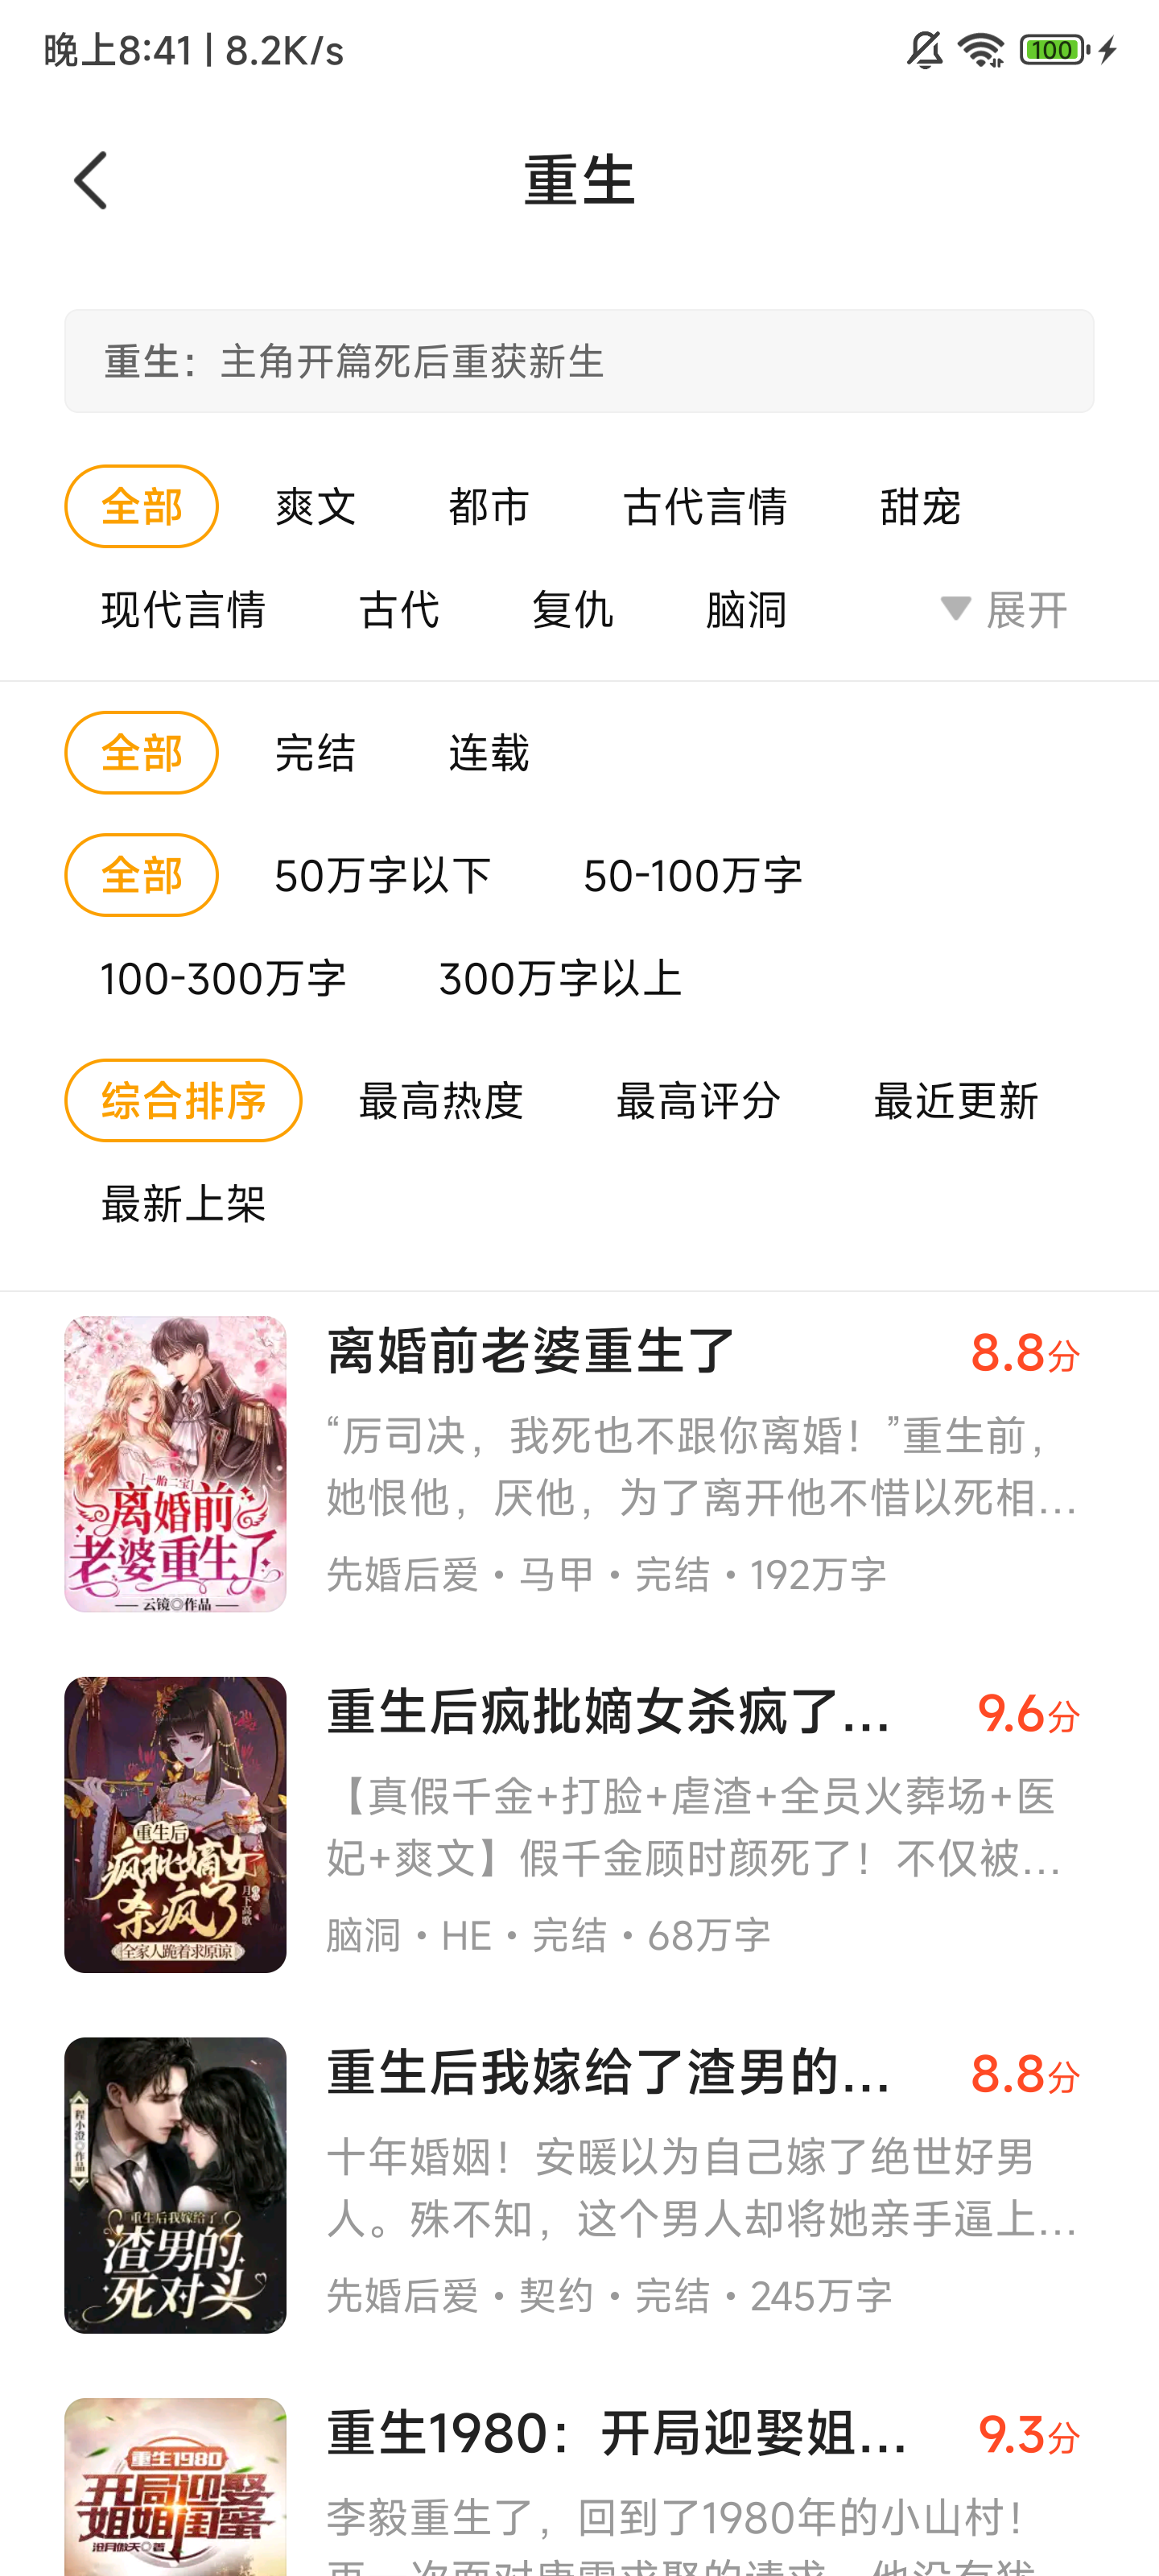 晚上8:41 | 8.2K/s
100
重生
重生：主角开篇死后重获新生
全部 爽文 都市 古代言情 甜宠
现代言情 古代 复仇 脑洞 展开
全部 完结 连载
全部 50万字以下 50-100万字
100-300万字 300万字以上
综合排序 最高热度 最高评分 最近更新
最新上架
[一胎二宝]
离婚前
老婆重生了
云镜◎作品
离婚前老婆重生了 8.8分
“厉司决，我死也不跟你离婚！”重生前，
她恨他，厌他，为了离开他不惜以死相...
先婚后爱·马甲·完结·192万字
重生后
疯批嫡女
杀疯了
月下高歌
全家人跪着求原谅
重生后疯批嫡女杀疯了... 9.6分
【真假千金+打脸+虐渣+全员火葬场+医
妃+爽文】假千金顾时颜死了！不仅被...
脑洞·HE·完结·68万字
程小澄◎作品
重生后我嫁给了
渣男的
死对头
重生后我嫁给了渣男的... 8.8分
十年婚姻！安暖以为自己嫁了绝世好男
人。殊不知，这个男人却将她亲手逼上...
先婚后爱·契约·完结·245万字
重生1980
开局迎娶
姐姐闺蜜
沧月傲天◎著
重生1980：开局迎娶姐... 9.3分
李毅重生了，回到了1980年的小山村！